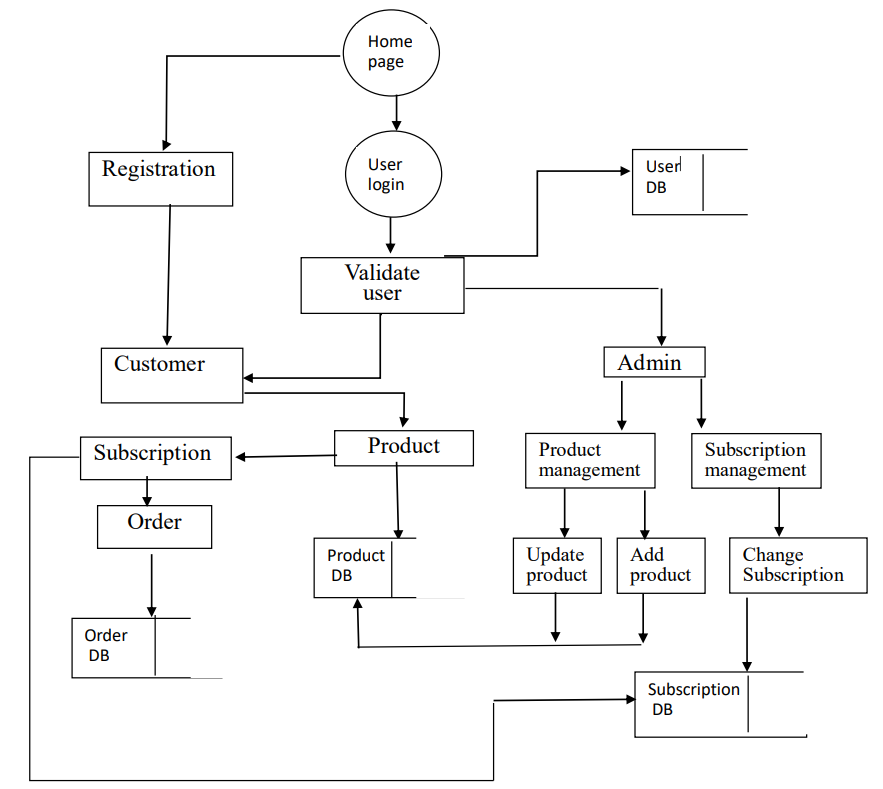 Home
page
User
login
Registration
User
DB
Validate
user
Customer
Admin
Subscription
Product
Product
management
Subscription
management
Order
Product
DB
Update
product
Add
product
Change
Subscription
Order
DB
Subscription
DB